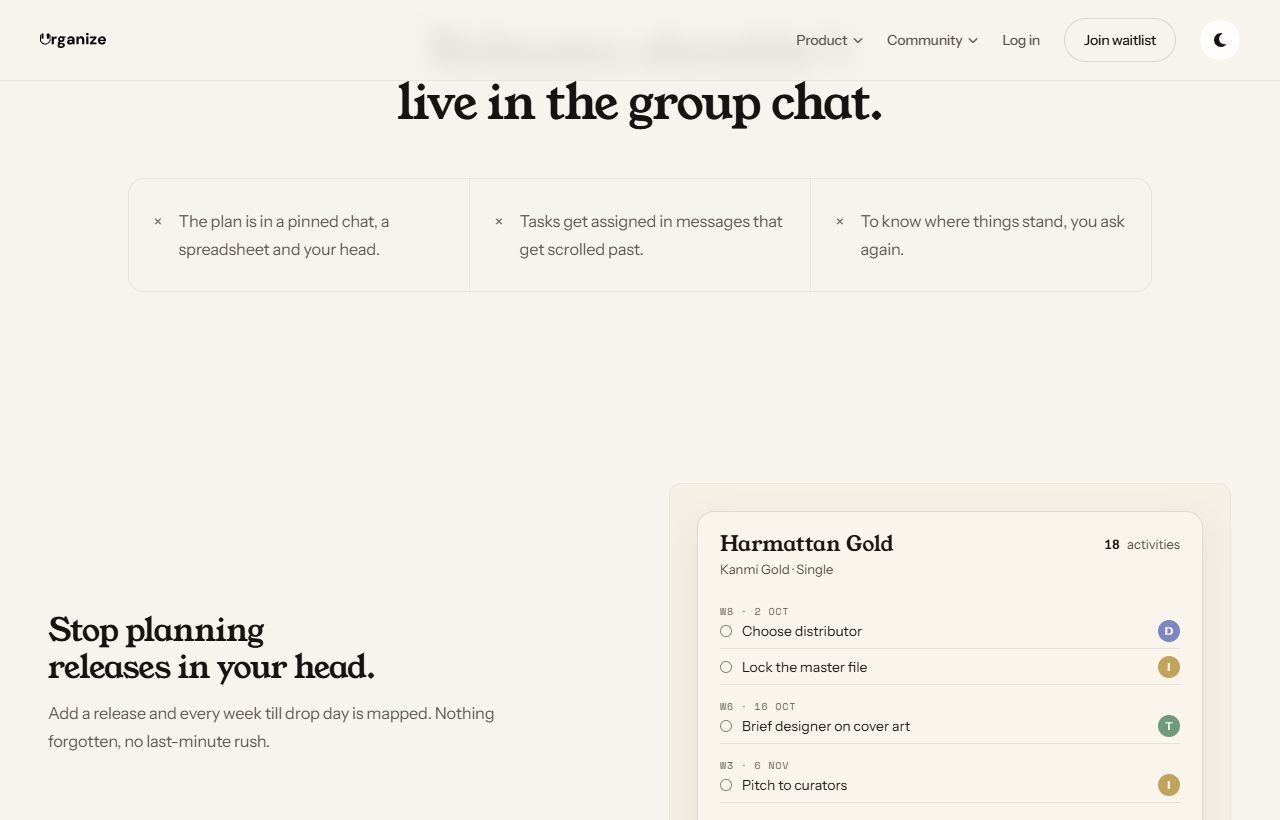 Urganize
Product
Community
Log in
Join waitlist
live in the group chat.
× The plan is in a pinned chat, a
spreadsheet and your head.
× Tasks get assigned in messages that
get scrolled past.
× To know where things stand, you ask
again.
Stop planning
releases in your head.
Add a release and every week till drop day is mapped. Nothing
forgotten, no last-minute rush.
Harmattan Gold
18 activities
Kanmi Gold · Single
W8 · 2 OCT
Choose distributor D
Lock the master file I
W6 · 16 OCT
Brief designer on cover art T
W3 · 6 NOV
Pitch to curators I